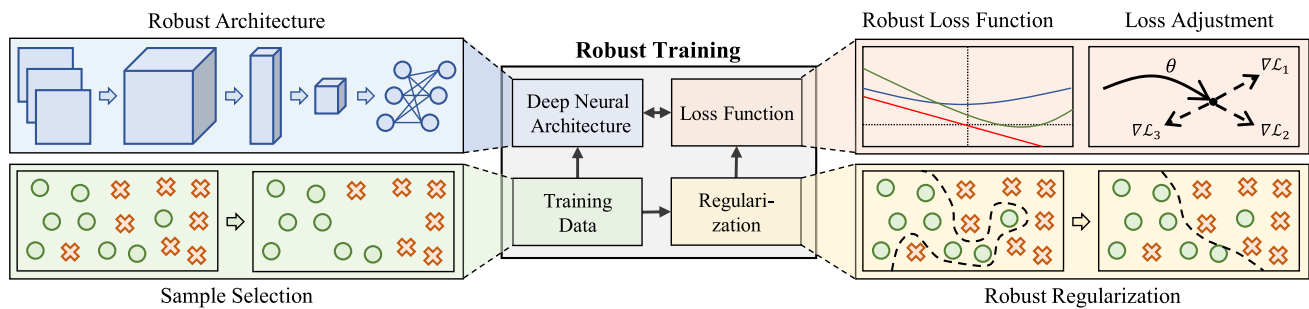 Robust Architecture
Robust Training
Robust Loss Function
Loss Adjustment
Deep Neural
Architecture
Loss Function
Training
Data
Regulari-
zation
θ
∇ℒ₁
∇ℒ₃
∇ℒ₂
Sample Selection
Robust Regularization